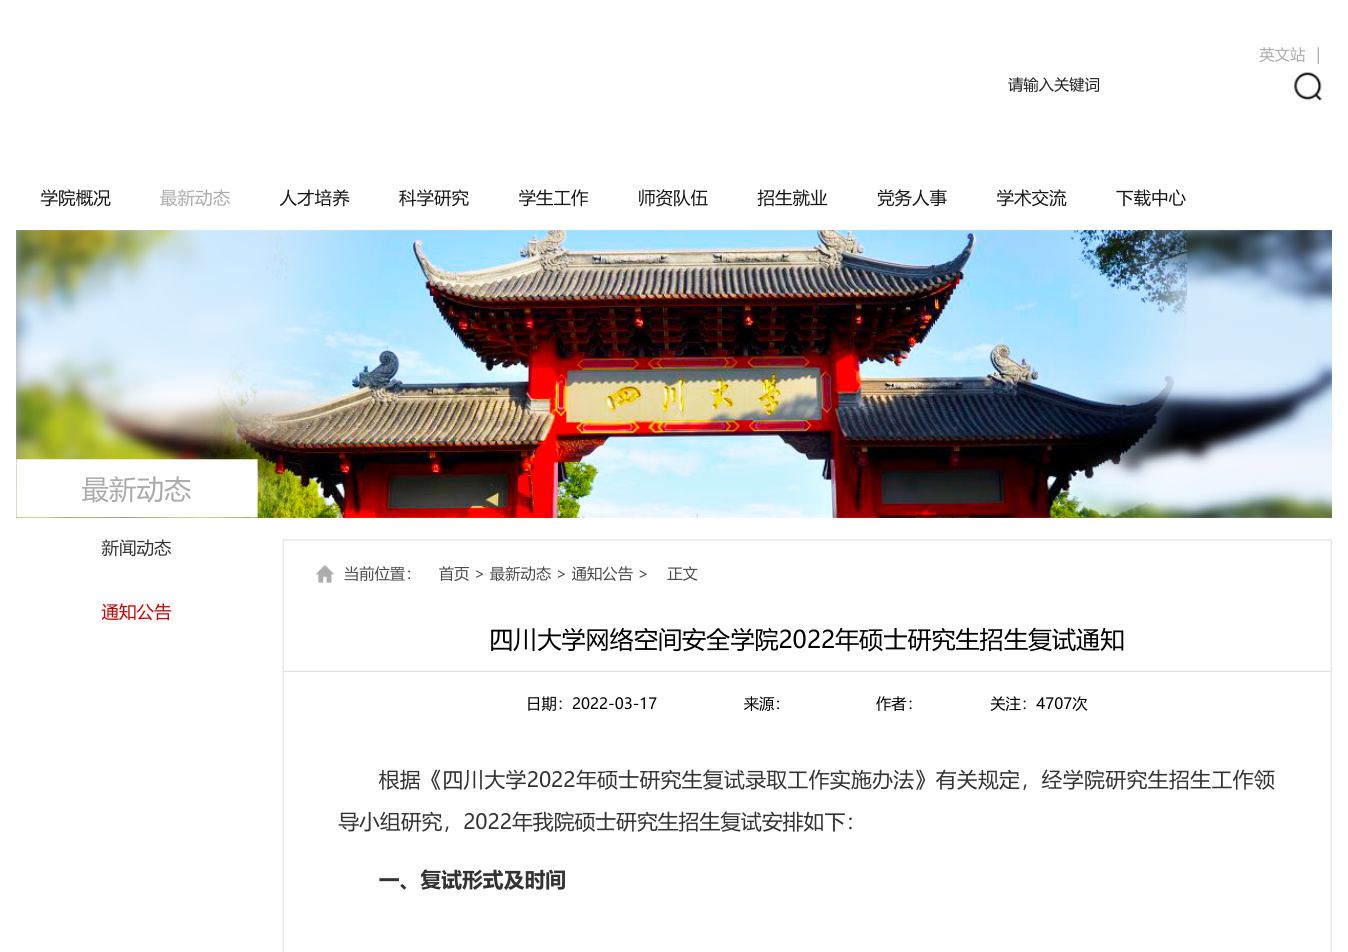 英文站 |
请输入关键词
学院概况 最新动态 人才培养 科学研究 学生工作 师资队伍 招生就业 党务人事 学术交流 下载中心
四川大学
最新动态
新闻动态
通知公告
当前位置： 首页 > 最新动态 > 通知公告 > 正文
四川大学网络空间安全学院2022年硕士研究生招生复试通知
日期：2022-03-17 来源： 作者： 关注：4707次
根据《四川大学2022年硕士研究生复试录取工作实施办法》有关规定，经学院研究生招生工作领
导小组研究，2022年我院硕士研究生招生复试安排如下：
一、复试形式及时间